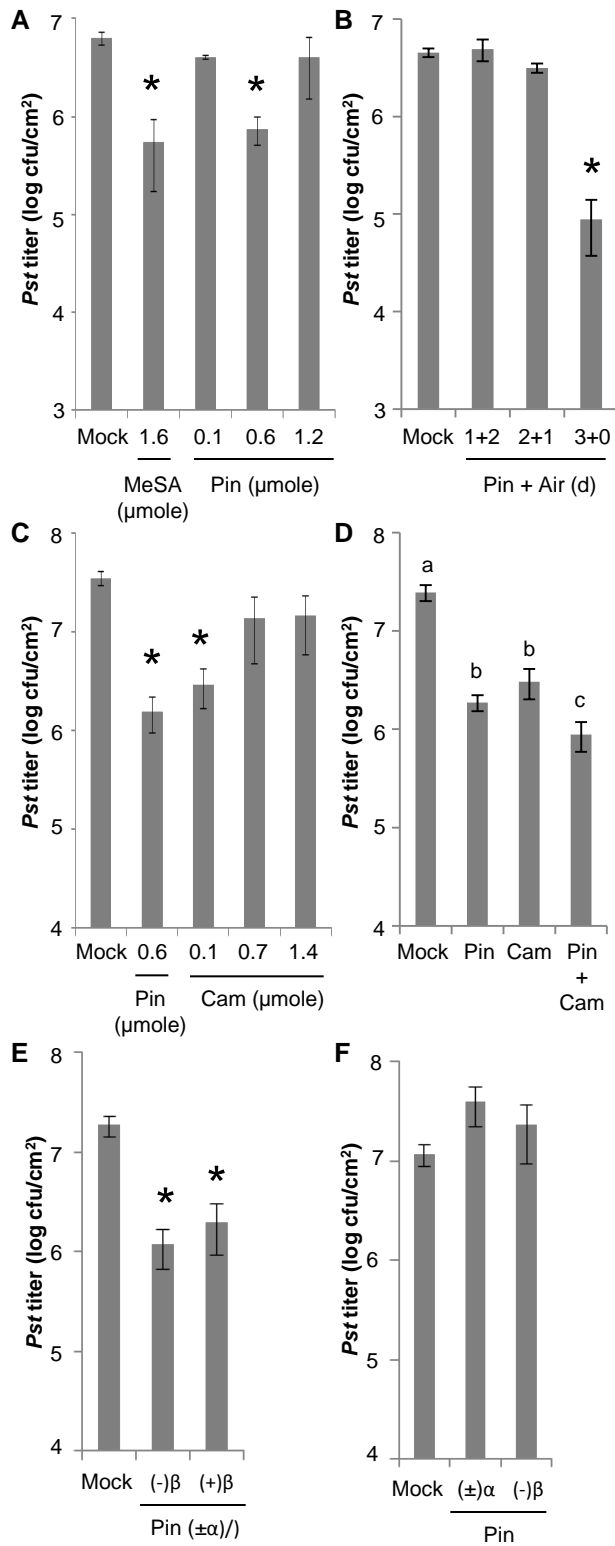 A
Pst titer (log cfu/cm²)
7
6
5
4
3
*
*
Mock 1.6 0.1 0.6 1.2
MeSA (µmole)
Pin (µmole)
B
Pst titer (log cfu/cm²)
7
6
5
4
3
*
Mock 1+2 2+1 3+0
Pin + Air (d)
C
Pst titer (log cfu/cm²)
8
7
6
5
4
*
*
Mock 0.6 0.1 0.7 1.4
Pin (µmole)
Cam (µmole)
D
Pst titer (log cfu/cm²)
8
7
6
5
4
a
b
b
c
Mock Pin Cam Pin + Cam
E
Pst titer (log cfu/cm²)
8
7
6
5
4
*
*
Mock (-)β (+)β
Pin (±α)/)
F
Pst titer (log cfu/cm²)
8
7
6
5
4
Mock (±)α (-)β
Pin